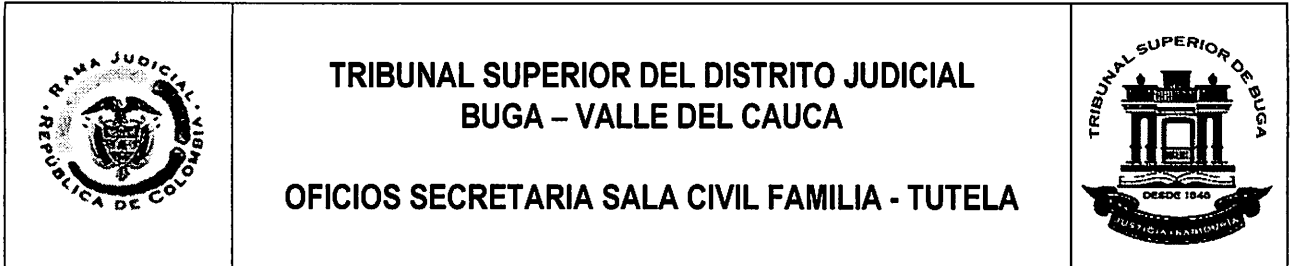 RAMA JUDICIAL
REPÚBLICA DE COLOMBIA
TRIBUNAL SUPERIOR DEL DISTRITO JUDICIAL
BUGA – VALLE DEL CAUCA
OFICIOS SECRETARIA SALA CIVIL FAMILIA - TUTELA
TRIBUNAL SUPERIOR DE BUGA
DESDE 1840